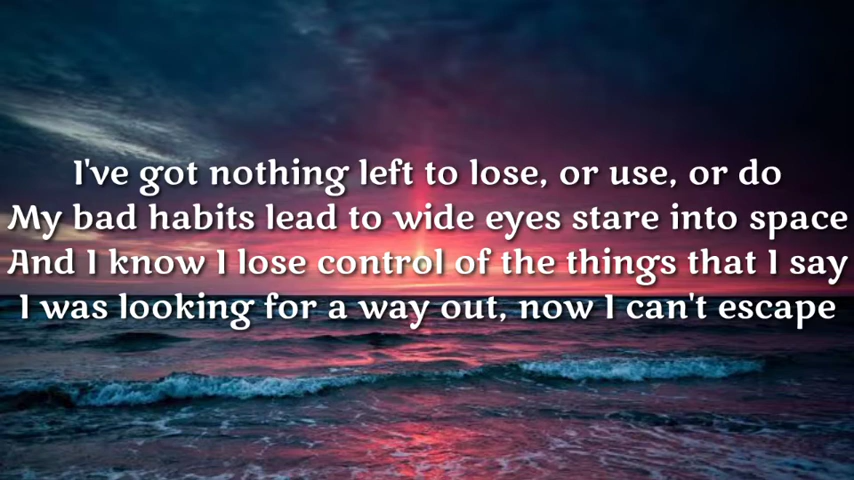 I've got nothing left to lose, or use, or do
My bad habits lead to wide eyes stare into space
And I know I lose control of the things that I say
I was looking for a way out, now I can't escape